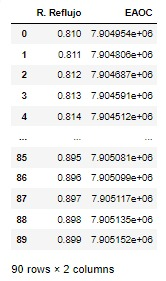 R. Reflujo EAOC
0 0.810 7.904954e+06
1 0.811 7.904806e+06
2 0.812 7.904687e+06
3 0.813 7.904591e+06
4 0.814 7.904512e+06
... ... ...
85 0.895 7.905081e+06
86 0.896 7.905099e+06
87 0.897 7.905117e+06
88 0.898 7.905135e+06
89 0.899 7.905152e+06
90 rows × 2 columns